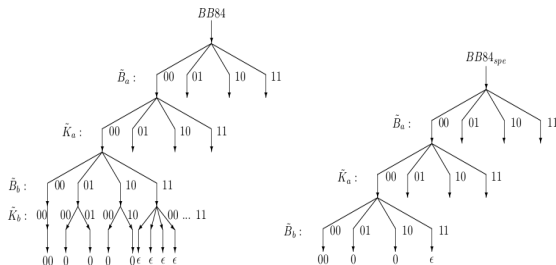 BB84
B̃a : 00 01 10 11
K̃a : 00 01 10 11
B̃b : 00 01 10 11
K̃b : 00 00 01 00 10 00 ... 11
00 0 0 0 0 ϵ ϵ ϵ ϵ
BB84spe
B̃a : 00 01 10 11
K̃a : 00 01 10 11
B̃b : 00 01 10 11
00 0 0 ϵ